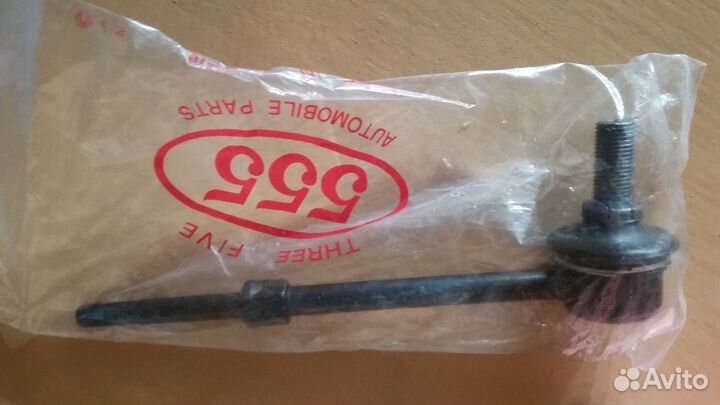 THREE FIVE
555
AUTOMOBILE PARTS
Avito